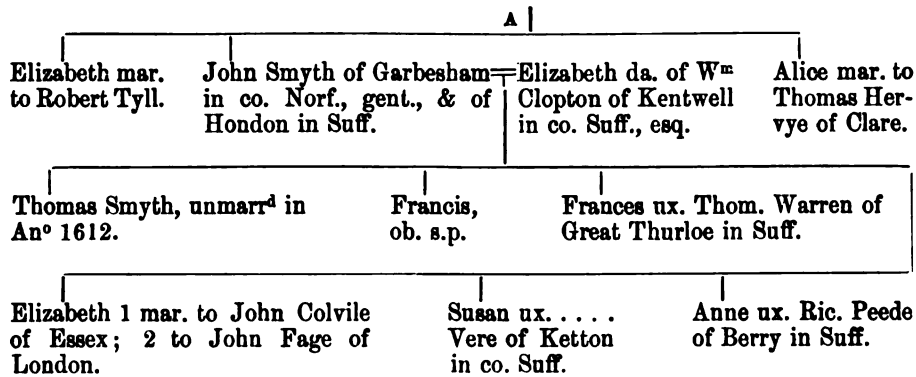 A
Elizabeth mar.
to Robert Tyll.
John Smyth of Garbesham
in co. Norf., gent., & of
Hondon in Suff.
Elizabeth da. of Wᵐ
Clopton of Kentwell
in co. Suff., esq.
Alice mar. to
Thomas Her-
vye of Clare.
Thomas Smyth, unmarrᵈ in
Anº 1612.
Francis,
ob. s.p.
Frances ux. Thom. Warren of
Great Thurloe in Suff.
Elizabeth 1 mar. to John Colvile
of Essex; 2 to John Fage of
London.
Susan ux. . . . . .
Vere of Ketton
in co. Suff.
Anne ux. Ric. Peede
of Berry in Suff.